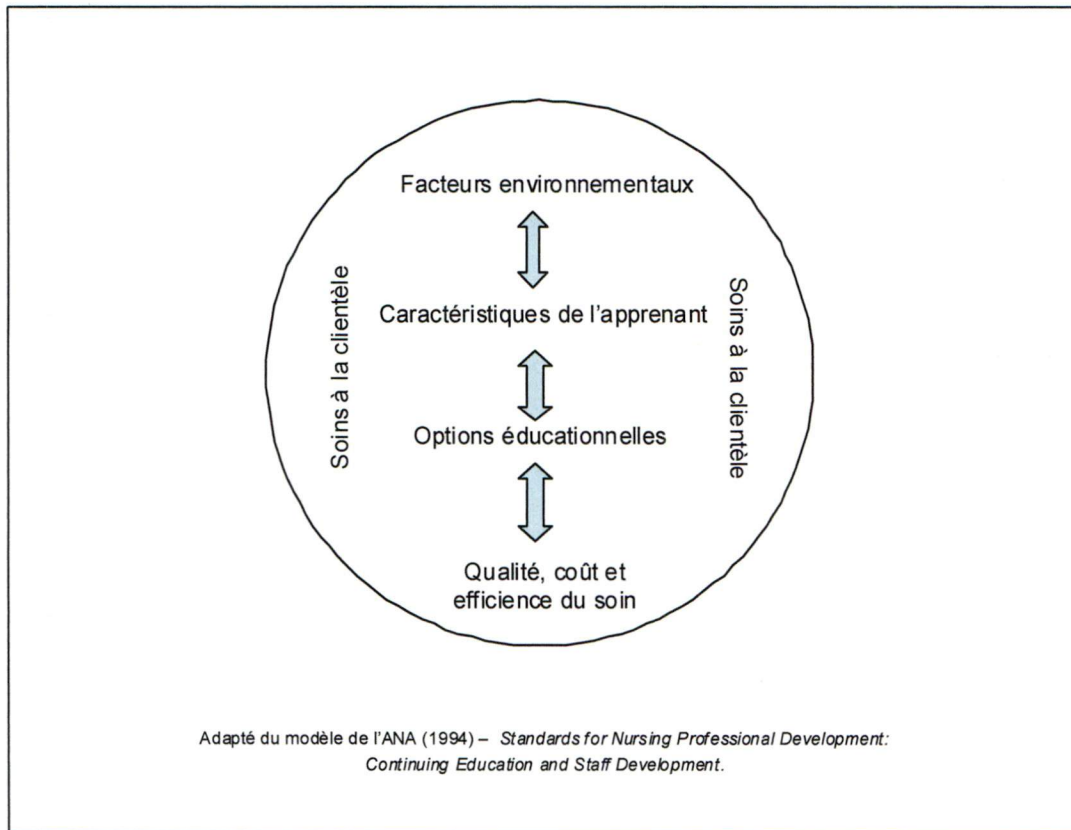 Facteurs environnementaux
Soins à la clientèle
Caractéristiques de l'apprenant
Soins à la clientèle
Options éducationnelles
Qualité, coût et
efficience du soin
Adapté du modèle de l'ANA (1994) – Standards for Nursing Professional Development:
Continuing Education and Staff Development.